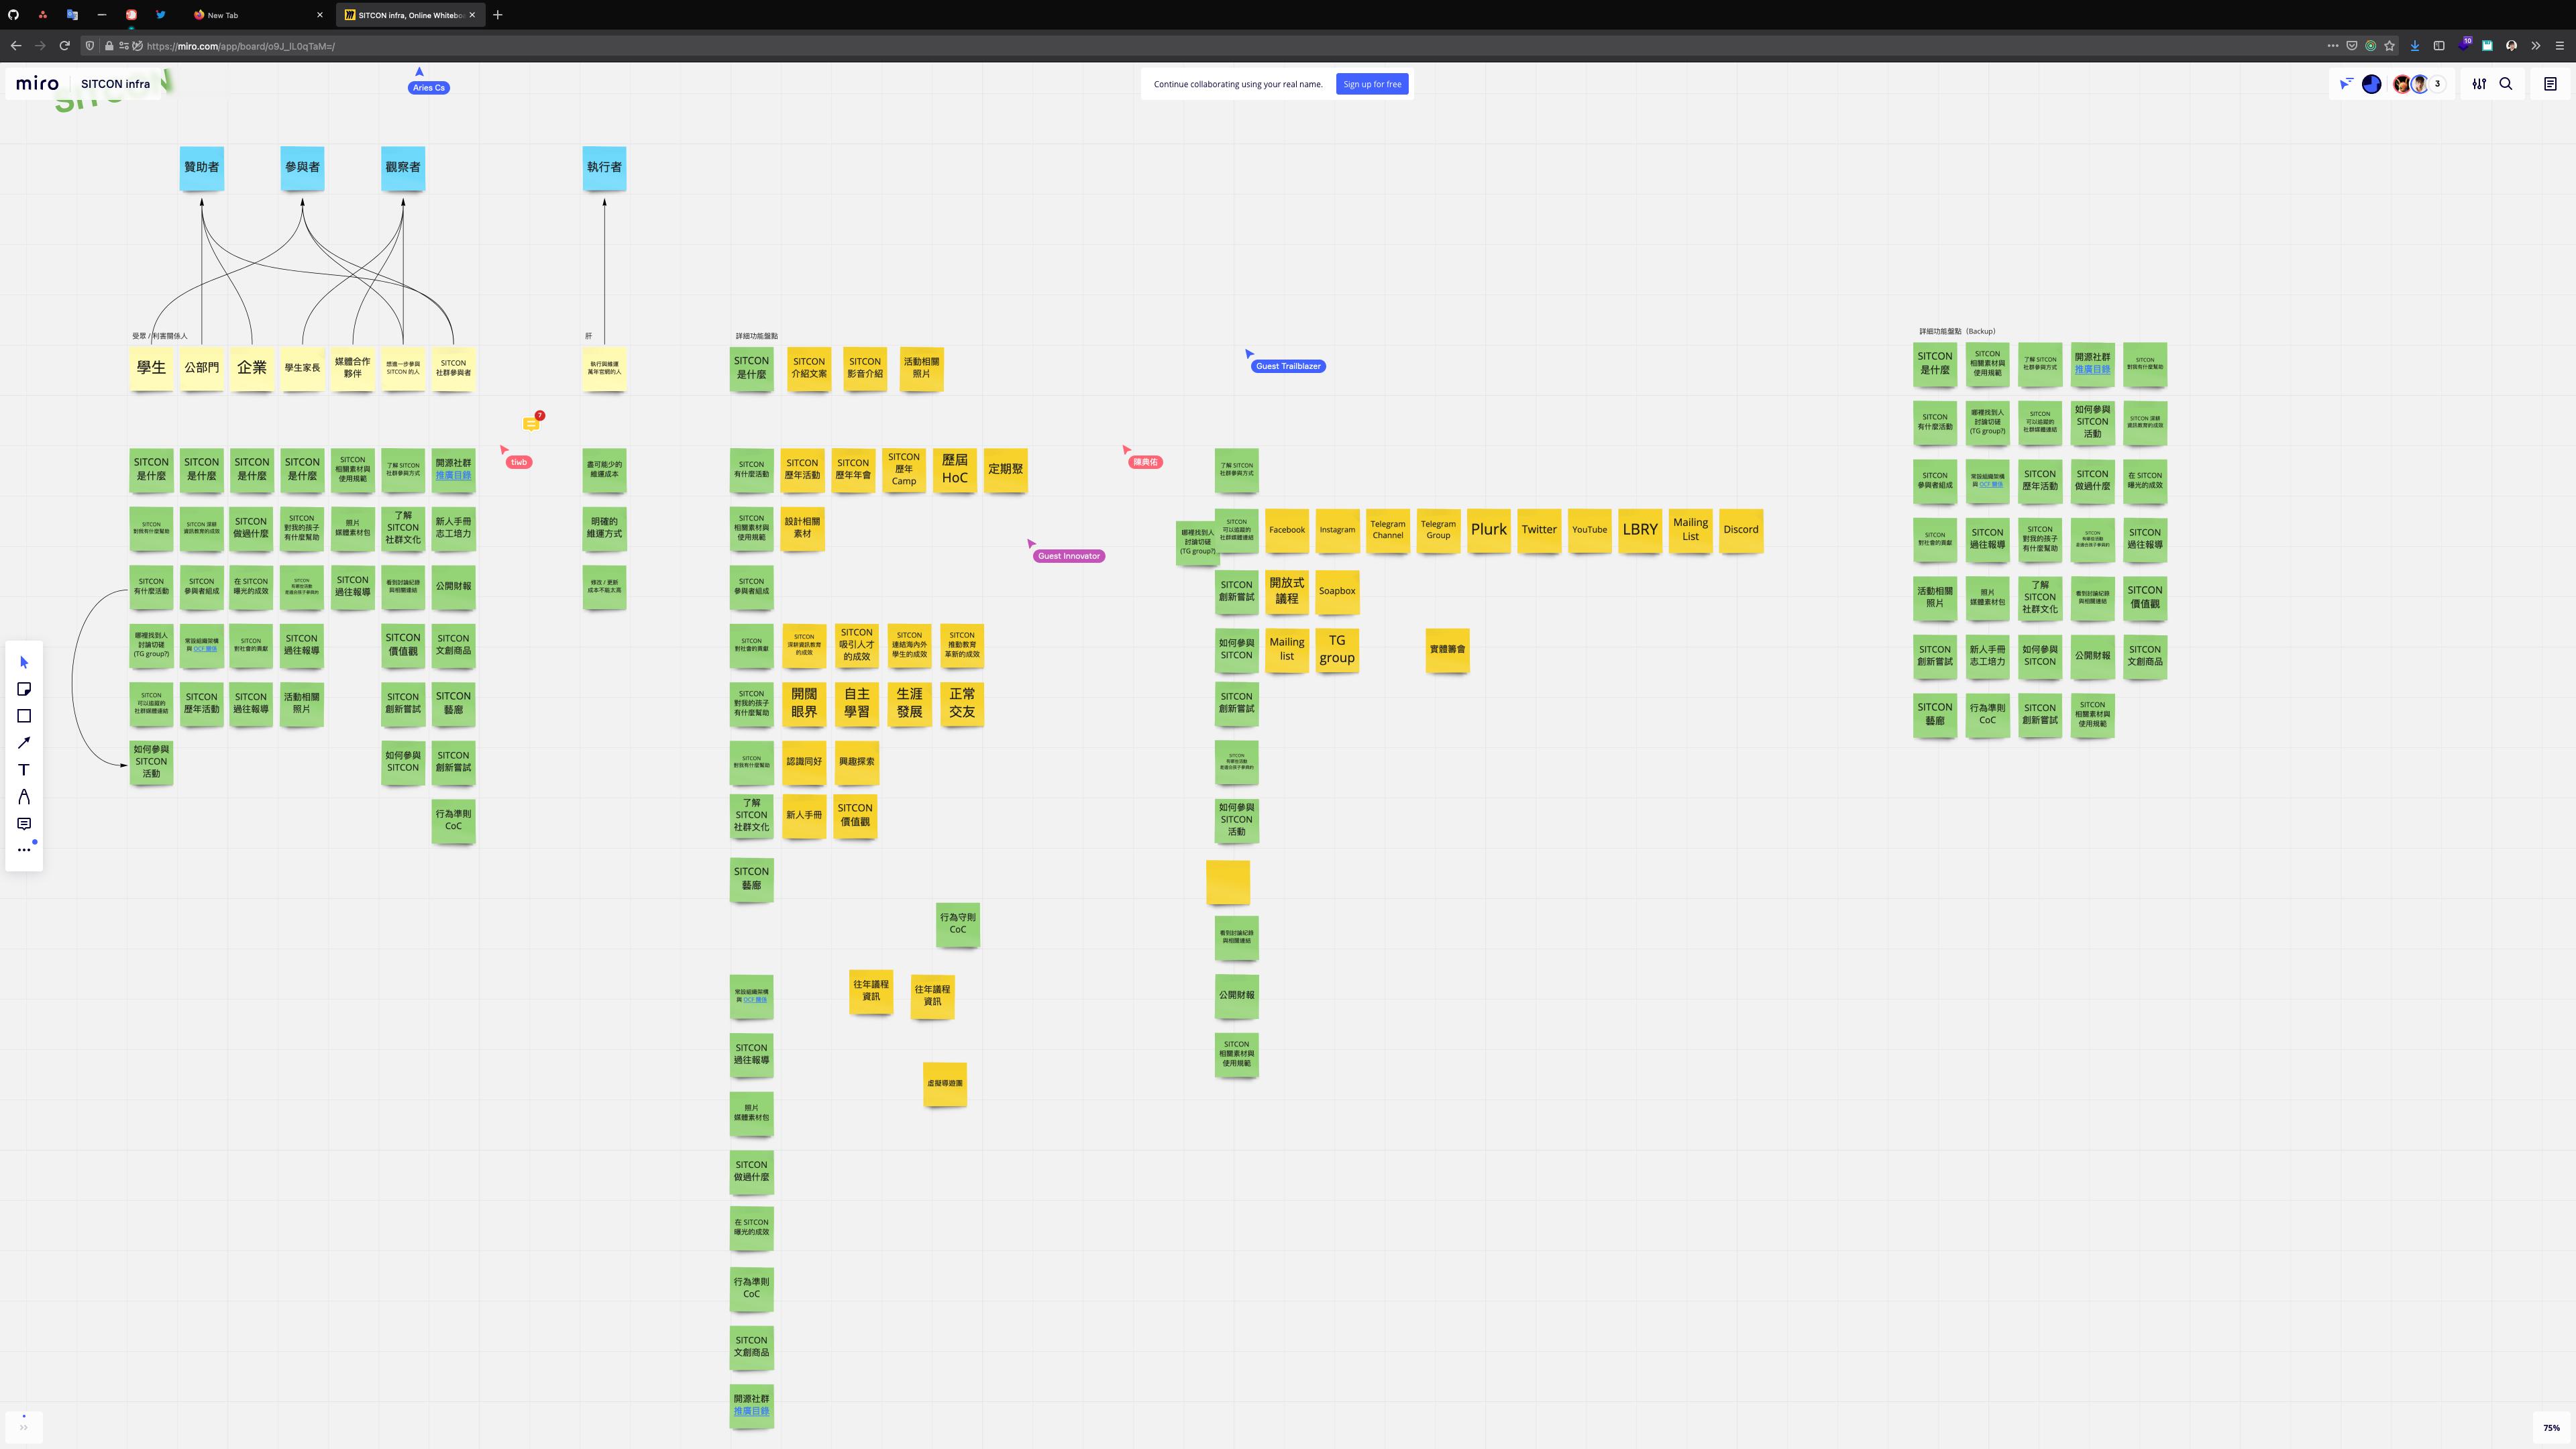 New Tab
SITCON infra, Online Whitebo
https://miro.com/app/board/o9J_lL0qTaM=/
10
miro
SITCON infra
SITCON
Aries Cs
Continue collaborating using your real name.
Sign up for free
3
贊助者
參與者
觀察者
執行者
受眾 / 利害關係人
學生
公部門
企業
學生家長
媒體合作
夥伴
想進一步參與
SITCON 的人
SITCON
社群參與者
肝
執行與維運
萬年官網的人
7
tiwb
SITCON
是什麼
SITCON
是什麼
SITCON
是什麼
SITCON
是什麼
SITCON
相關素材與
使用規範
了解 SITCON
社群參與方式
開源社群
推廣目錄
SITCON
對我有什麼幫助
SITCON 深耕
資訊教育的成效
SITCON
做過什麼
SITCON
對我的孩子
有什麼幫助
照片
媒體素材包
了解
SITCON
社群文化
新人手冊
志工培力
SITCON
有什麼活動
SITCON
參與者組成
在 SITCON
曝光的成效
SITCON
有哪些活動
是適合孩子參與的
SITCON
過往報導
看到討論紀錄
與相關連結
公開財報
哪裡找到人
討論切磋
(TG group?)
常設組織架構
與 OCF 關係
SITCON
對社會的貢獻
SITCON
過往報導
SITCON
價值觀
SITCON
文創商品
SITCON
可以追蹤的
社群媒體連結
SITCON
歷年活動
SITCON
過往報導
活動相關
照片
SITCON
創新嘗試
SITCON
藝廊
如何參與
SITCON
活動
如何參與
SITCON
SITCON
創新嘗試
行為準則
CoC
盡可能少的
維運成本
明確的
維運方式
修改 / 更新
成本不能太高
詳細功能盤點
SITCON
是什麼
SITCON
介紹文案
SITCON
影音介紹
活動相關
照片
SITCON
有什麼活動
SITCON
歷年活動
SITCON
歷年年會
SITCON
歷年
Camp
歷屆
HoC
定期聚
SITCON
相關素材與
使用規範
設計相關
素材
SITCON
參與者組成
SITCON
對社會的貢獻
SITCON
深耕資訊教育
的成效
SITCON
吸引人才
的成效
SITCON
連結海內外
學生的成效
SITCON
推動教育
革新的成效
SITCON
對我的孩子
有什麼幫助
開闊
眼界
自主
學習
生涯
發展
正常
交友
SITCON
對我有什麼幫助
認識同好
興趣探索
了解
SITCON
社群文化
新人手冊
SITCON
價值觀
SITCON
藝廊
行為守則
CoC
常設組織架構
與 OCF 關係
往年議程
資訊
往年議程
資訊
SITCON
過往報導
虛擬導遊團
照片
媒體素材包
SITCON
做過什麼
在 SITCON
曝光的成效
行為準則
CoC
SITCON
文創商品
開源社群
推廣目錄
Guest Trailblazer
陳典佑
Guest Innovator
了解 SITCON
社群參與方式
哪裡找到人
討論切磋
(TG group?)
SITCON
可以追蹤的
社群媒體連結
Facebook
Instagram
Telegram
Channel
Telegram
Group
Plurk
Twitter
YouTube
LBRY
Mailing
List
Discord
SITCON
創新嘗試
開放式
議程
Soapbox
如何參與
SITCON
Mailing
list
TG
group
實體籌會
SITCON
創新嘗試
SITCON
有哪些活動
是適合孩子參與的
如何參與
SITCON
活動
看到討論紀錄
與相關連結
公開財報
SITCON
相關素材與
使用規範
詳細功能盤點（Backup）
SITCON
是什麼
SITCON
相關素材與
使用規範
了解 SITCON
社群參與方式
開源社群
推廣目錄
SITCON
對我有什麼幫助
SITCON
有什麼活動
哪裡找到人
討論切磋
(TG group?)
SITCON
可以追蹤的
社群媒體連結
如何參與
SITCON
活動
SITCON 深耕
資訊教育的成效
SITCON
參與者組成
常設組織架構
與 OCF 關係
SITCON
歷年活動
SITCON
做過什麼
在 SITCON
曝光的成效
SITCON
對社會的貢獻
SITCON
過往報導
SITCON
對我的孩子
有什麼幫助
SITCON
有哪些活動
是適合孩子參與的
SITCON
過往報導
活動相關
照片
照片
媒體素材包
了解
SITCON
社群文化
看到討論紀錄
與相關連結
SITCON
價值觀
SITCON
創新嘗試
新人手冊
志工培力
如何參與
SITCON
公開財報
SITCON
文創商品
SITCON
藝廊
行為準則
CoC
SITCON
創新嘗試
SITCON
相關素材與
使用規範
75%